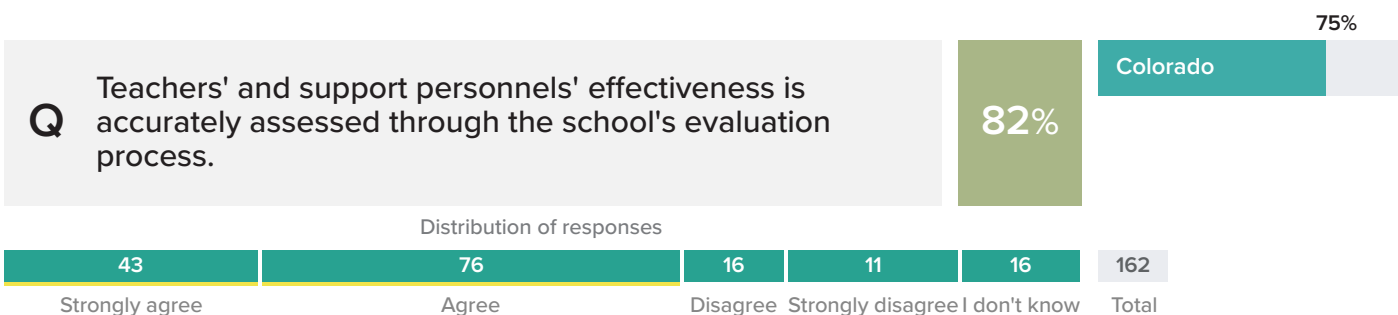 75%
Q
Teachers' and support personnels' effectiveness is
accurately assessed through the school's evaluation
process.
82%
Colorado
Distribution of responses
43 76 16 11 16 162
Strongly agree Agree Disagree Strongly disagree I don't know Total